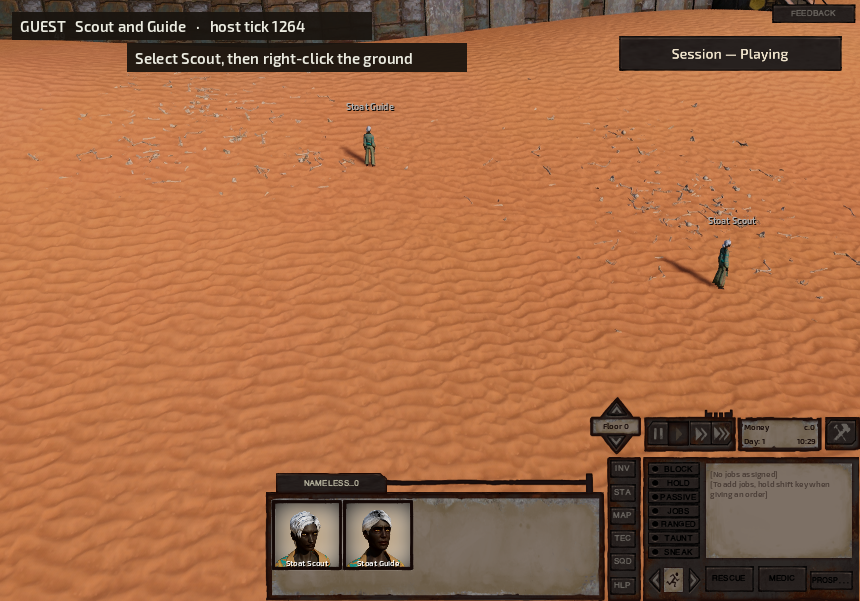 GUEST Scout and Guide · host tick 1264
FEEDBACK
Select Scout, then right-click the ground
Session — Playing
Stoat Guide
Stoat Scout
Floor 0
Money c.0
Day: 1 10:29
NAMELESS..0
Stoat Scout
Stoat Guide
INV
STA
MAP
TEC
SQD
HLP
BLOCK
HOLD
PASSIVE
JOBS
RANGED
TAUNT
SNEAK
[No jobs assigned]
[To add jobs, hold shift key when
giving an order]
RESCUE
MEDIC
PROSP...